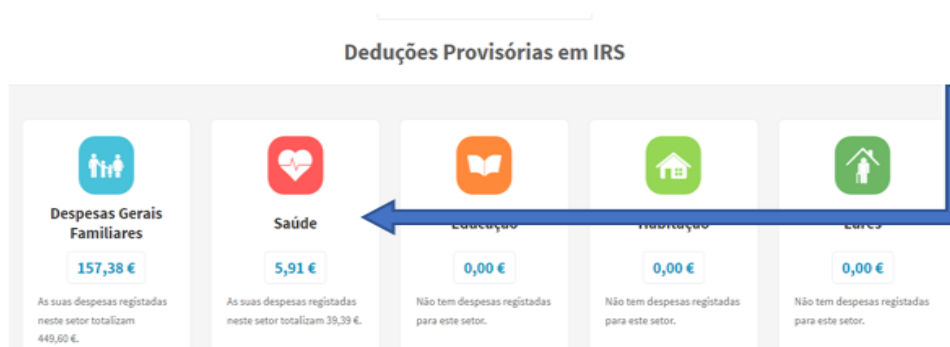 Deduções Provisórias em IRS
Despesas Gerais
Familiares
157,38 €
As suas despesas registadas
neste setor totalizam
449,60 €.
Saúde
5,91 €
As suas despesas registadas
neste setor totalizam 39,39 €.
Educação
0,00 €
Não tem despesas registadas
para este setor.
Habitação
0,00 €
Não tem despesas registadas
para este setor.
Lares
0,00 €
Não tem despesas registadas
para este setor.